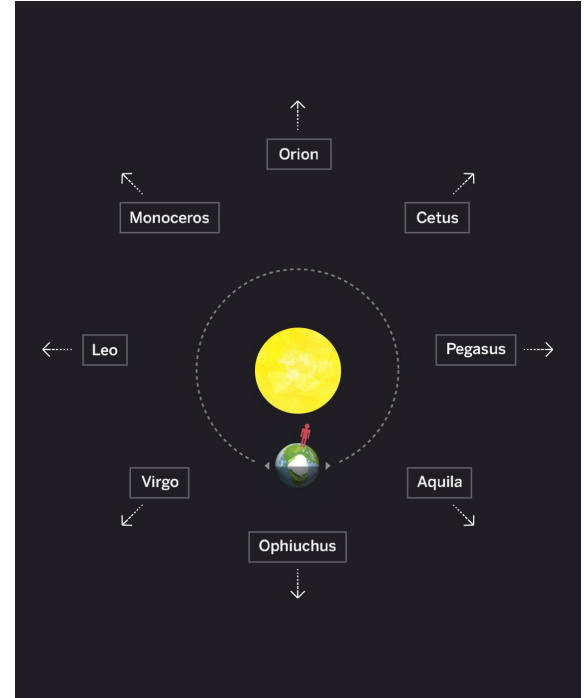 Orion
Monoceros
Cetus
Leo
Pegasus
Virgo
Aquila
Ophiuchus